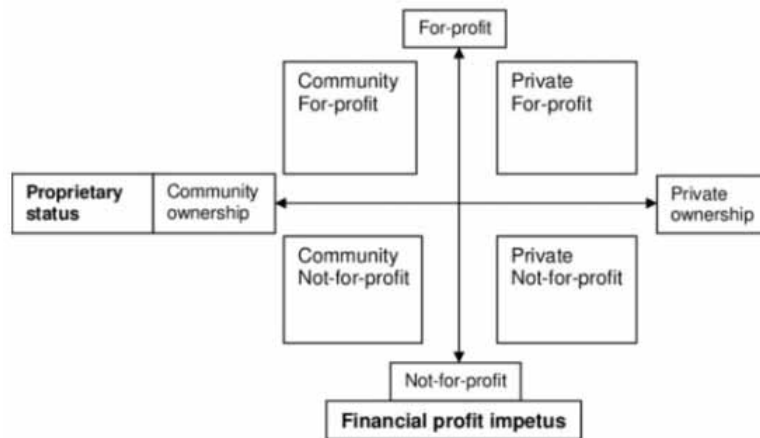 For-profit
Community
For-profit
Private
For-profit
Proprietary
status
Community
ownership
Private
ownership
Community
Not-for-profit
Private
Not-for-profit
Not-for-profit
Financial profit impetus